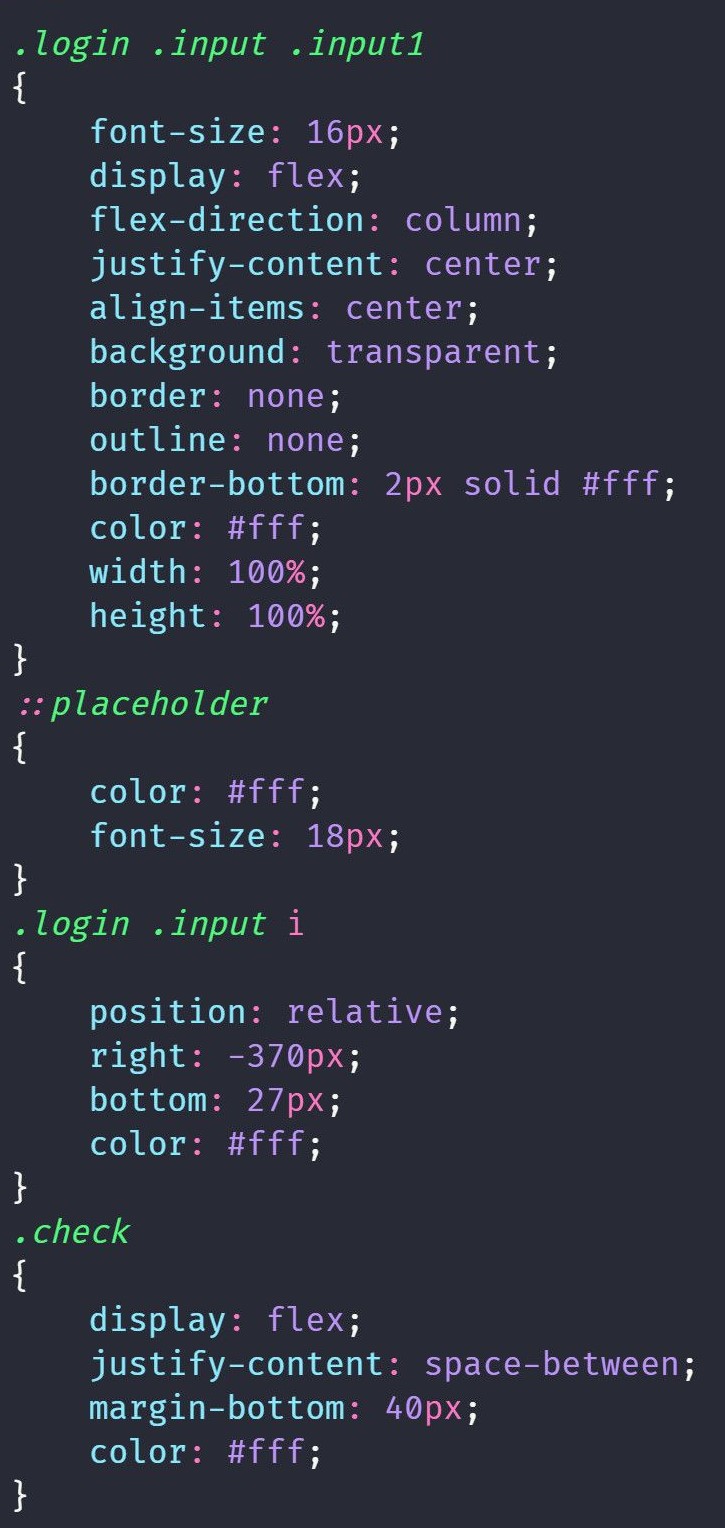 .login .input .input1
{
    font-size: 16px;
    display: flex;
    flex-direction: column;
    justify-content: center;
    align-items: center;
    background: transparent;
    border: none;
    outline: none;
    border-bottom: 2px solid #fff;
    color: #fff;
    width: 100%;
    height: 100%;
}
::placeholder
{
    color: #fff;
    font-size: 18px;
}
.login .input i
{
    position: relative;
    right: -370px;
    bottom: 27px;
    color: #fff;
}
.check
{
    display: flex;
    justify-content: space-between;
    margin-bottom: 40px;
    color: #fff;
}